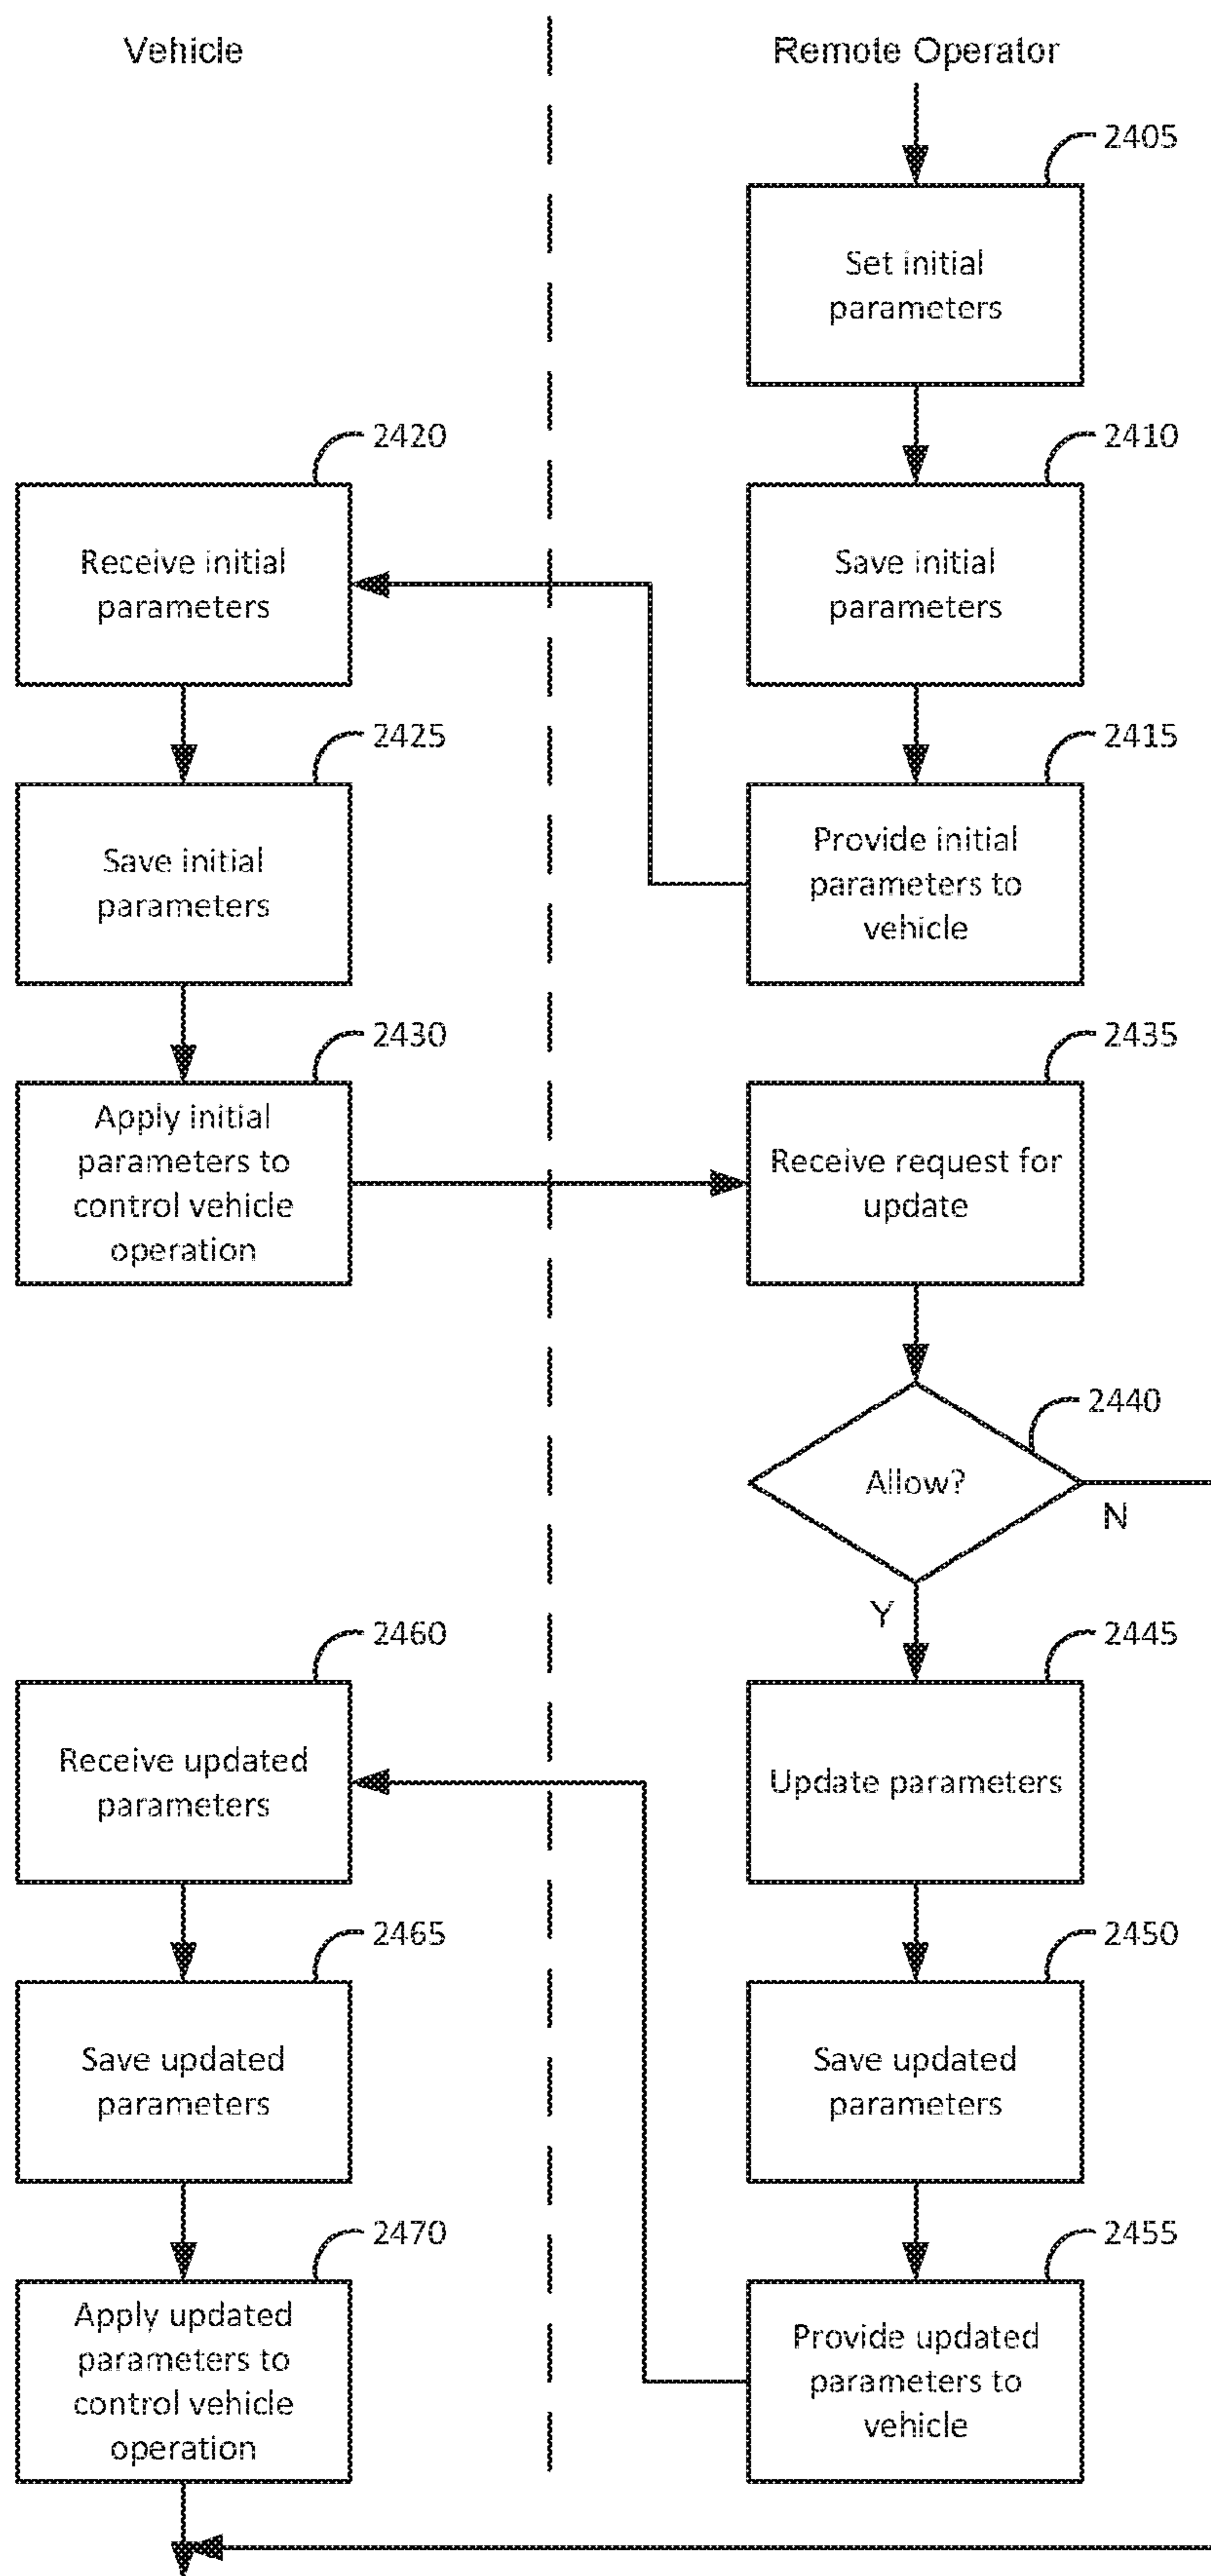 Vehicle
Remote Operator
2405
Set initial
parameters
2420
2410
Receive initial
parameters
Save initial
parameters
2425
2415
Save initial
parameters
Provide initial
parameters to
vehicle
2430
2435
Apply initial
parameters to
control vehicle
operation
Receive request for
update
2440
Allow?
N
Y
2460
2445
Receive updated
parameters
Update parameters
2465
2450
Save updated
parameters
Save updated
parameters
2470
2455
Apply updated
parameters to
control vehicle
operation
Provide updated
parameters to
vehicle